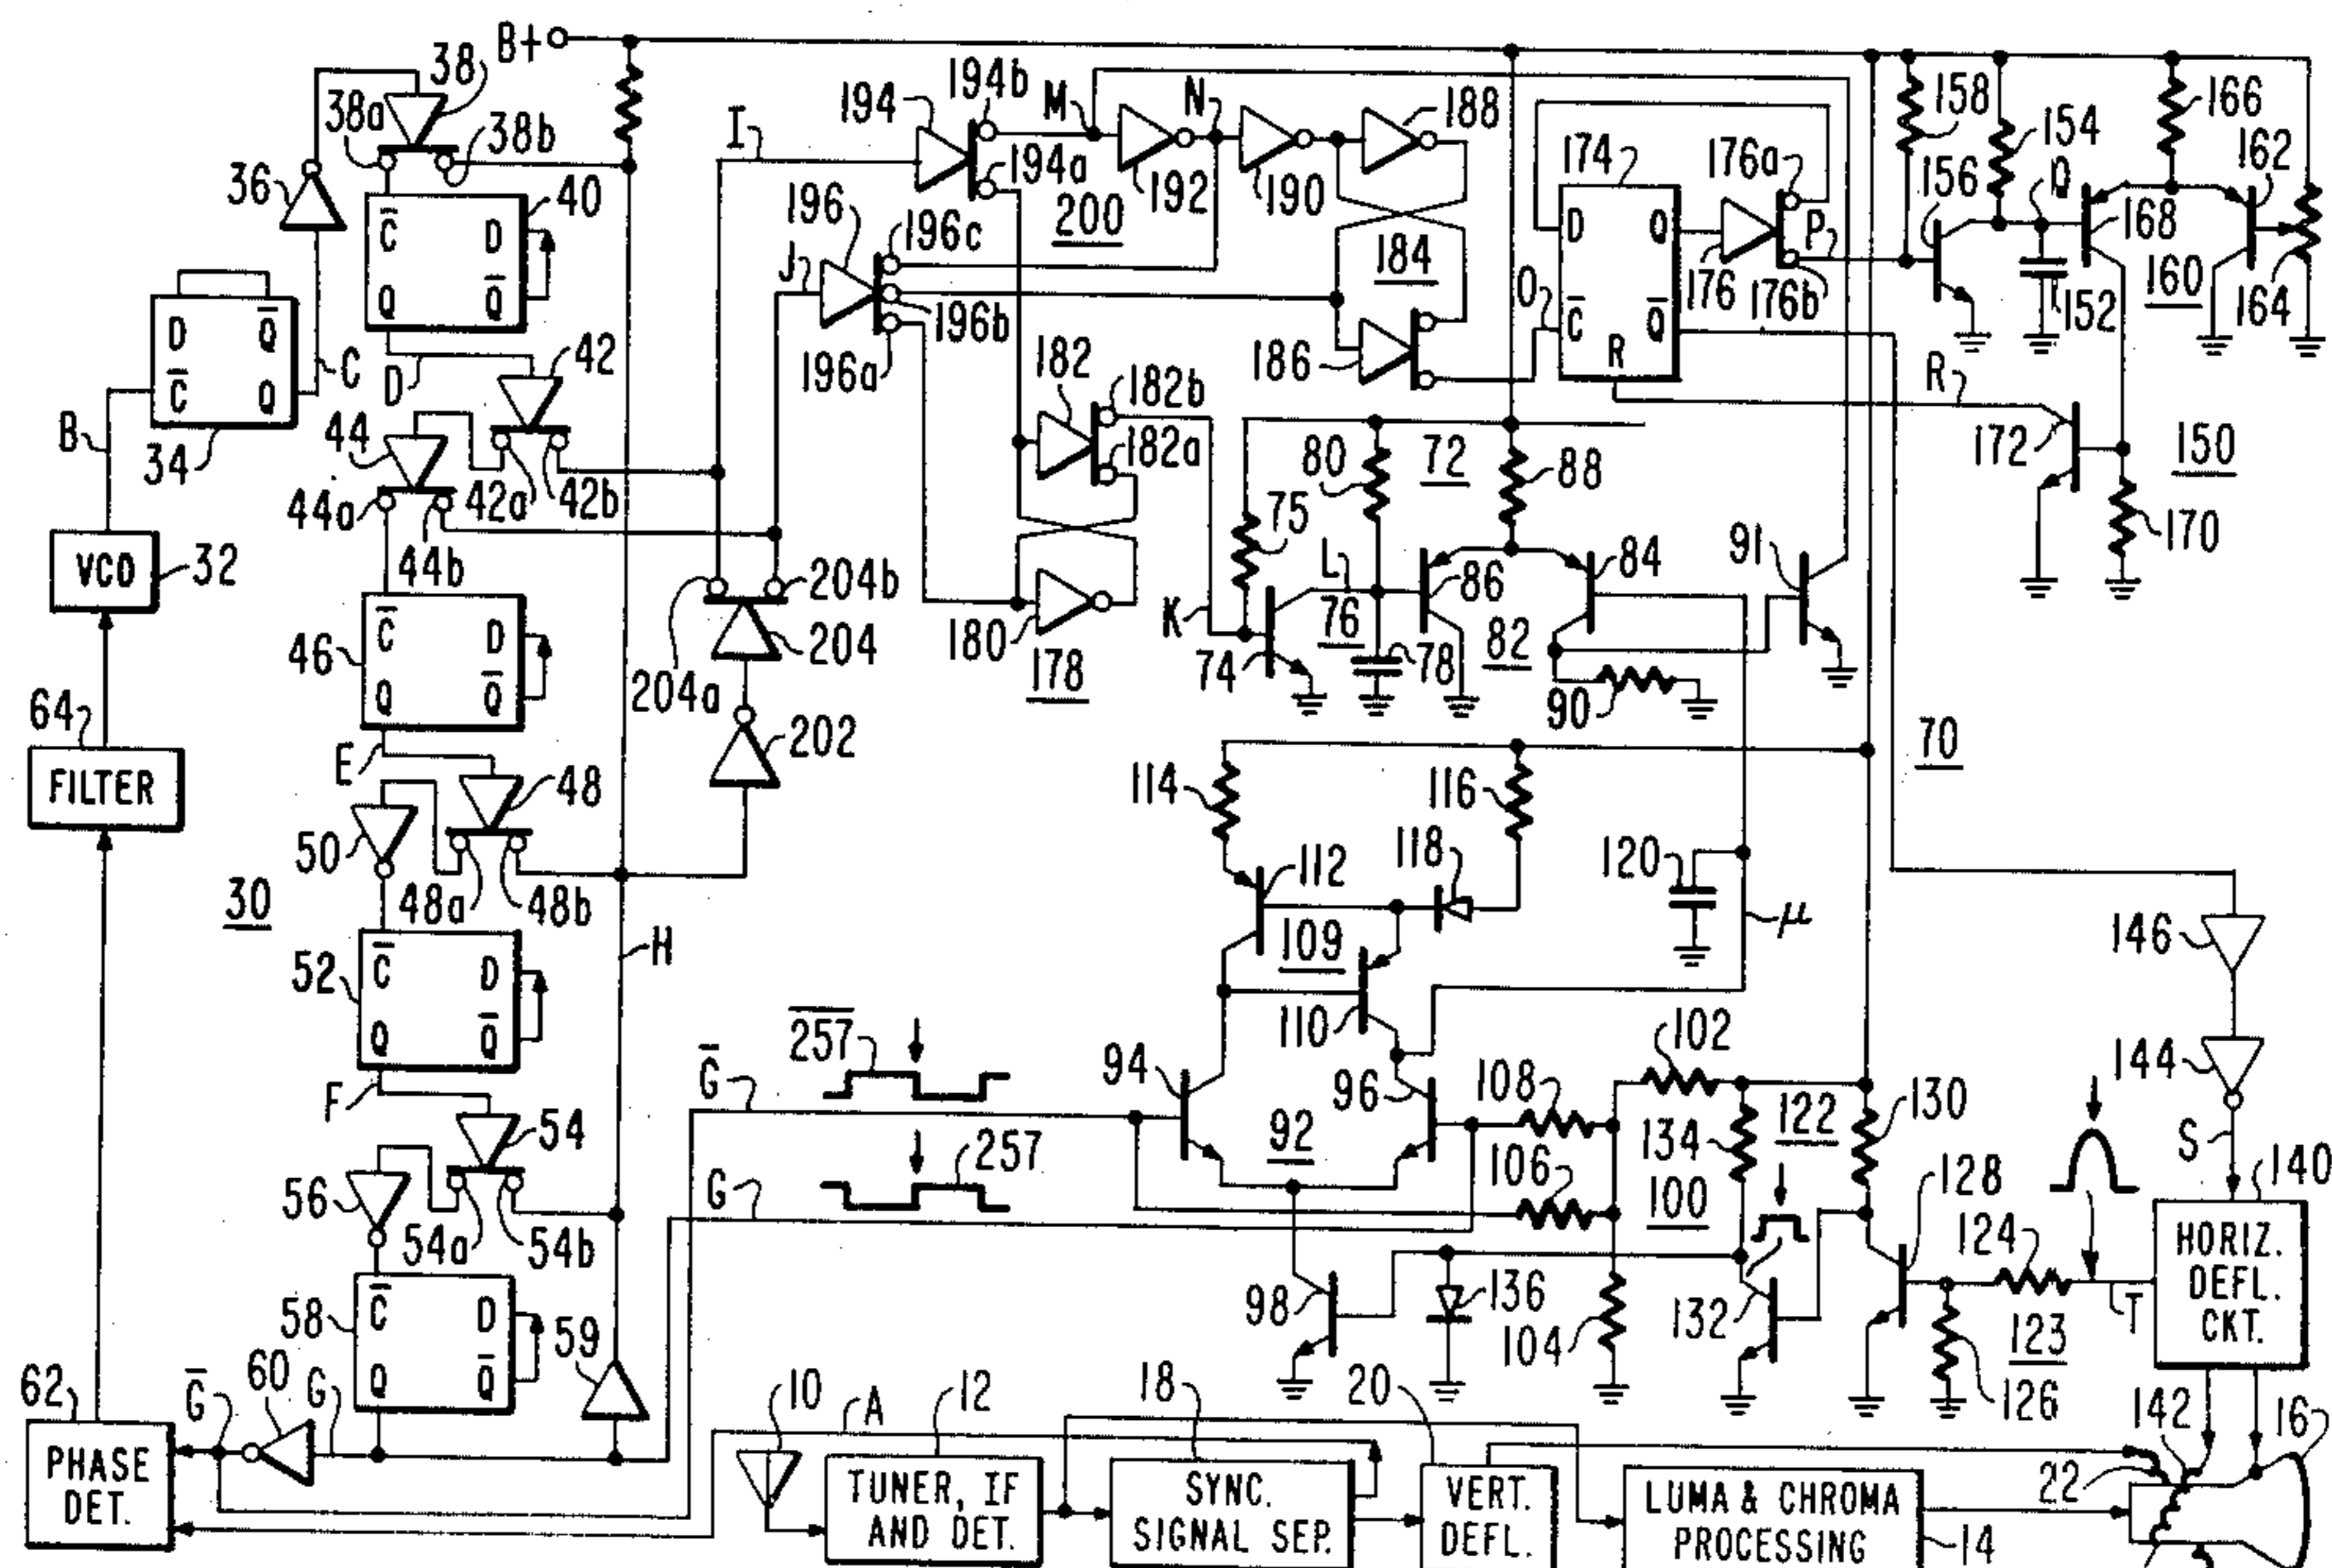 B+
38
38a
38b
36
40
C̄ D
Q Q̄
D Q̄
C̄ Q
34
B
C
D
42
44
44a
42a
42b
44b
VCO
32
46
C̄ D
Q Q̄
64
FILTER
E
48
50
48a
48b
30
52
C̄ D
Q Q̄
H
F
54
56
54a
54b
58
C̄ D
Q Q̄
59
62
PHASE
DET.
Ḡ
60
G
I
194
194b
194a
M
N
192
190
188
200
196
196c
196b
196a
J
184
186
182
182b
182a
180
178
K
204
204a
204b
202
174
D Q
C̄ Q̄
R
O
176a
176
176b
P
158
154
156
Q
152
166
168
160
162
164
R
172
150
170
80
72
88
75
74
L
76
78
86
82
84
90
91
70
114
116
118
112
109
110
120
μ
257
Ḡ
257
G
94
96
92
98
108
106
102
104
100
134
122
136
132
130
128
124
126
123
T
146
144
S
140
HORIZ.
DEFL.
CKT.
142
16
22
10
A
12
TUNER, IF
AND DET.
18
SYNC.
SIGNAL SEP.
20
VERT.
DEFL.
LUMA & CHROMA
PROCESSING
14